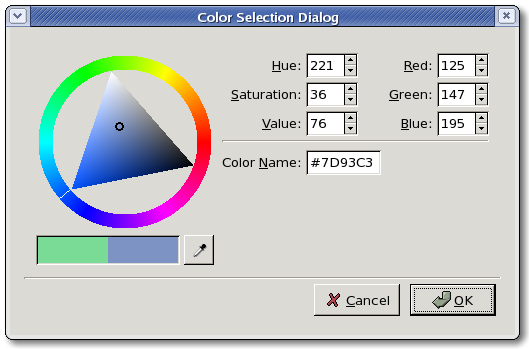 Color Selection Dialog
Hue: 221 Red: 125
Saturation: 36 Green: 147
Value: 76 Blue: 195
Color Name: #7D93C3
Cancel OK